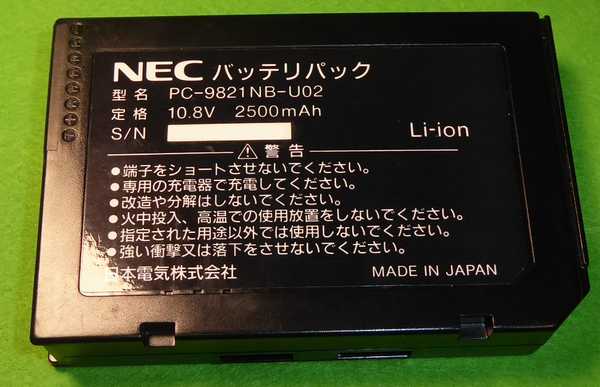 NEC バッテリパック
型名 PC-9821NB-U02
定格 10.8V 2500mAh
S/N
Li-ion
警告
●端子をショートさせないでください。
●専用の充電器で充電してください。
●改造や分解はしないでください。
●火中投入、高温での使用放置をしないでください。
●指定された用途以外では使用しないでください。
●強い衝撃又は落下をさせないでください。
日本電気株式会社 MADE IN JAPAN